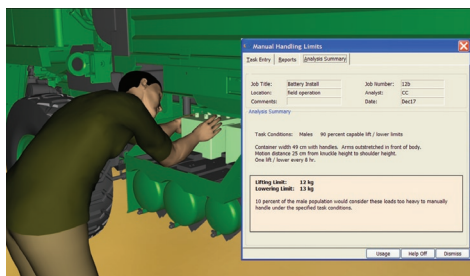 Manual Handling Limits
Task Entry Reports Analysis Summary
Job Title: Battery Install Job Number: 12b
Location: field operation Analyst: CC
Comments: Date: Dec17
Analysis Summary
Task Conditions: Males 90 percent capable lift / lower limits
Container width 49 cm with handles. Arms outstretched in front of body.
Motion distance 25 cm from knuckle height to shoulder height.
One lift / lower every 8 hr.
Lifting Limit: 12 kg
Lowering Limit: 13 kg
10 percent of the male population would consider these loads too heavy to manually
handle under the specified task conditions.
Usage Help Off Dismiss